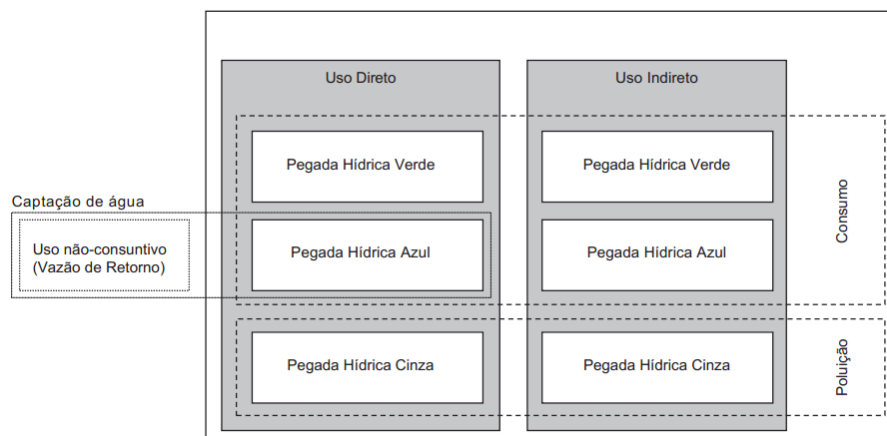 Uso Direto
Uso Indireto
Pegada Hídrica Verde
Pegada Hídrica Verde
Consumo
Captação de água
Uso não-consuntivo
(Vazão de Retorno)
Pegada Hídrica Azul
Pegada Hídrica Azul
Pegada Hídrica Cinza
Pegada Hídrica Cinza
Poluição